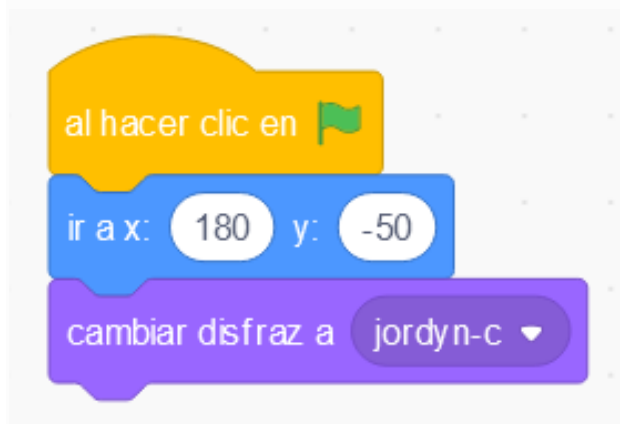 al hacer clic en
ir a x: 180 y: -50
cambiar disfraz a jordyn-c